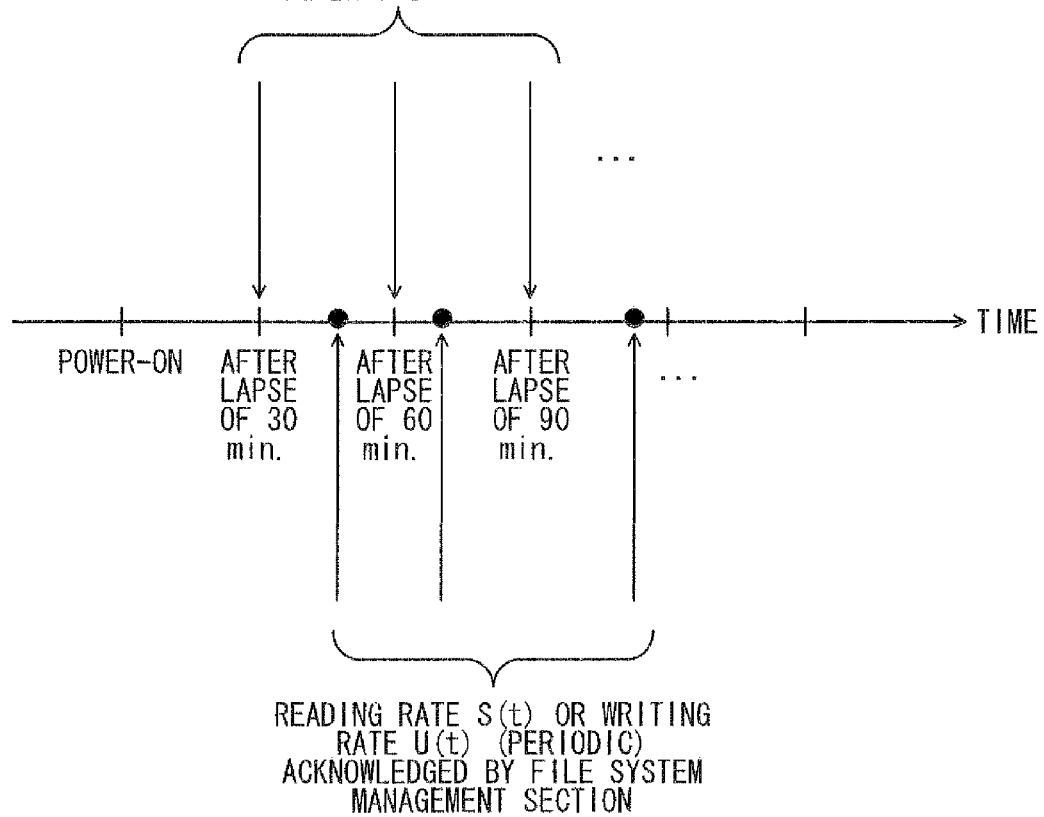 ...
TIME
POWER-ON
AFTER
LAPSE
OF 30
min.
AFTER
LAPSE
OF 60
min.
AFTER
LAPSE
OF 90
min.
...
READING RATE S(t) OR WRITING
RATE U(t) (PERIODIC)
ACKNOWLEDGED BY FILE SYSTEM
MANAGEMENT SECTION